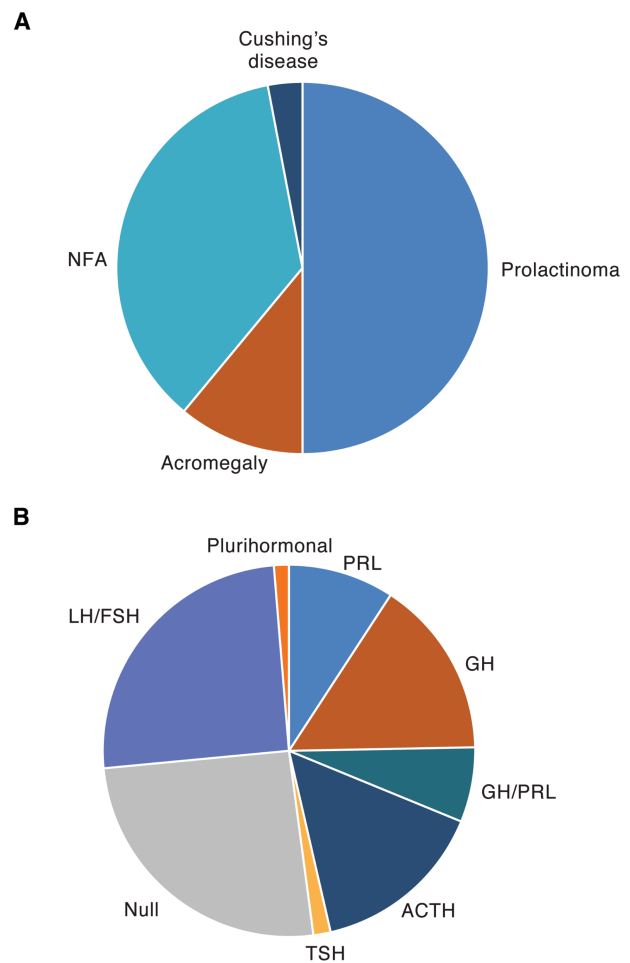 A
Cushing's
disease
NFA
Prolactinoma
Acromegaly
B
Plurihormonal
PRL
LH/FSH
GH
GH/PRL
Null
ACTH
TSH